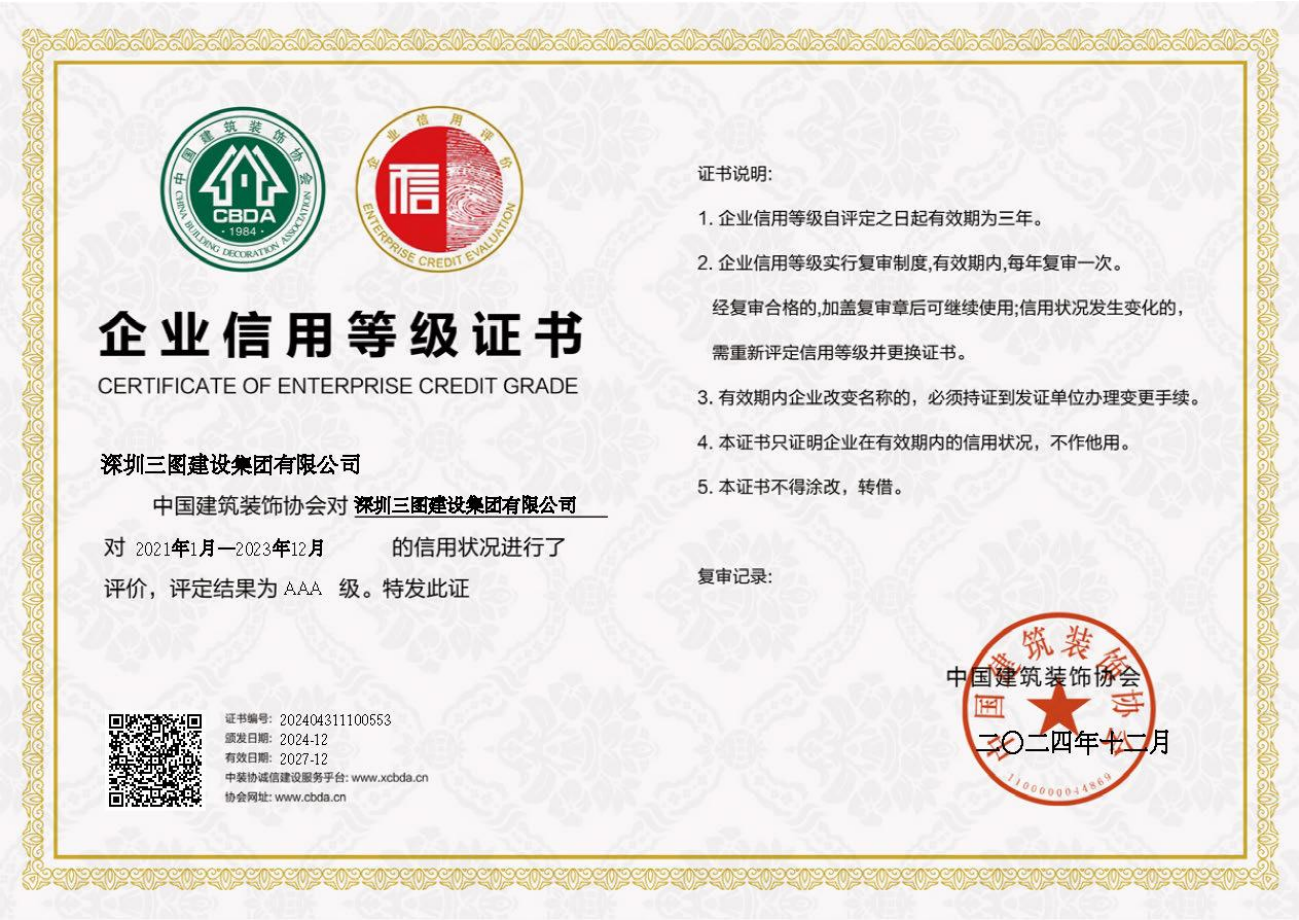 中国建筑装饰协会
CBDA
·1984·
CHINA BUILDING DECORATION ASSOCIATION
企业信用评价
信
ENTERPRISE CREDIT EVALUATION
企业信用等级证书
CERTIFICATE OF ENTERPRISE CREDIT GRADE
深圳三图建设集团有限公司
中国建筑装饰协会对 深圳三图建设集团有限公司
对 2021年1月—2023年12月 的信用状况进行了
评价，评定结果为 AAA 级。特发此证
证书编号: 202404311100553
颁发日期: 2024-12
有效日期: 2027-12
中装协诚信建设服务平台: www.xcbda.cn
协会网址: www.cbda.cn
证书说明:
1. 企业信用等级自评定之日起有效期为三年。
2. 企业信用等级实行复审制度,有效期内,每年复审一次。
经复审合格的,加盖复审章后可继续使用;信用状况发生变化的，
需重新评定信用等级并更换证书。
3. 有效期内企业改变名称的，必须持证到发证单位办理变更手续。
4. 本证书只证明企业在有效期内的信用状况，不作他用。
5. 本证书不得涂改，转借。
复审记录:
中国建筑装饰协会
二〇二四年十二月
中国建筑装饰协会
1100000044869